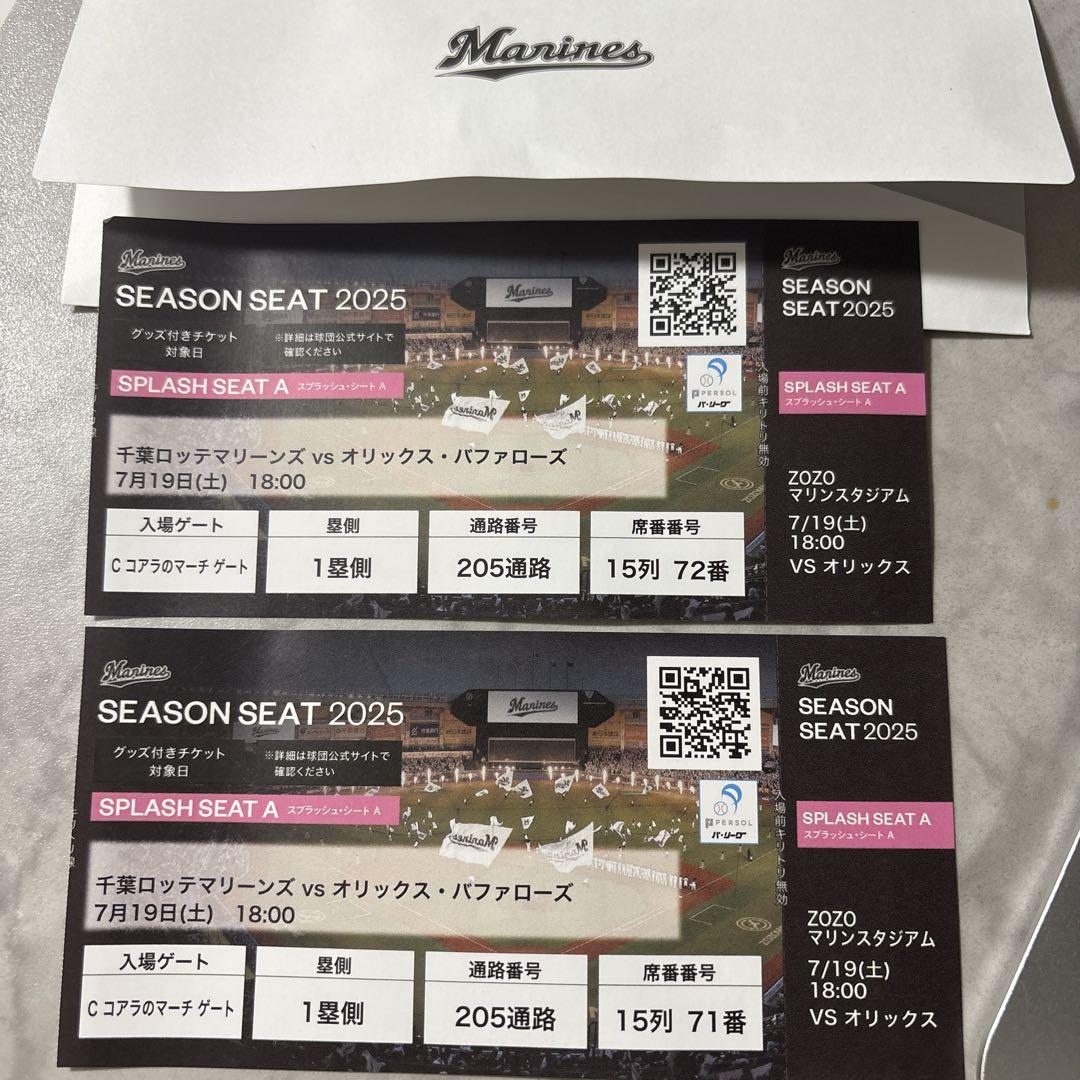 Marines
Marines
SEASON SEAT 2025
グッズ付きチケット
対象日
※詳細は球団公式サイトで
確認ください
SPLASH SEAT A スプラッシュ・シート A
Marines
PERSOL
パ・リーグ
千葉ロッテマリーンズ vs オリックス・バファローズ
7月19日(土) 18:00
入場ゲート
C コアラのマーチ ゲート
塁側
1塁側
通路番号
205通路
席番番号
15列 72番
入場前キリトリ無効
Marines
SEASON
SEAT 2025
SPLASH SEAT A
スプラッシュ・シート A
ZOZO
マリンスタジアム
7/19(土)
18:00
VS オリックス
Marines
SEASON SEAT 2025
グッズ付きチケット
対象日
※詳細は球団公式サイトで
確認ください
SPLASH SEAT A スプラッシュ・シート A
Marines
PERSOL
パ・リーグ
千葉ロッテマリーンズ vs オリックス・バファローズ
7月19日(土) 18:00
入場ゲート
C コアラのマーチ ゲート
塁側
1塁側
通路番号
205通路
席番番号
15列 71番
入場前キリトリ無効
Marines
SEASON
SEAT 2025
SPLASH SEAT A
スプラッシュ・シート A
ZOZO
マリンスタジアム
7/19(土)
18:00
VS オリックス